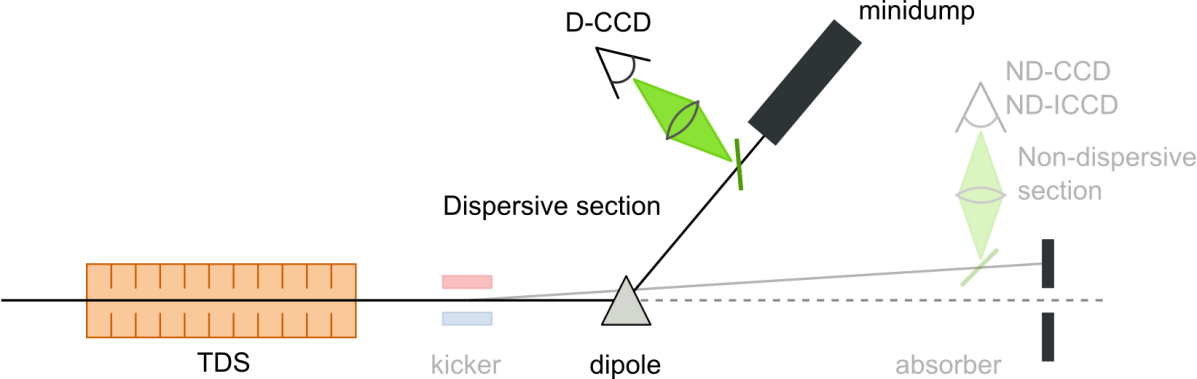 minidump
D-CCD
ND-CCD
ND-ICCD
Non-dispersive
section
Dispersive section
TDS
kicker
dipole
absorber